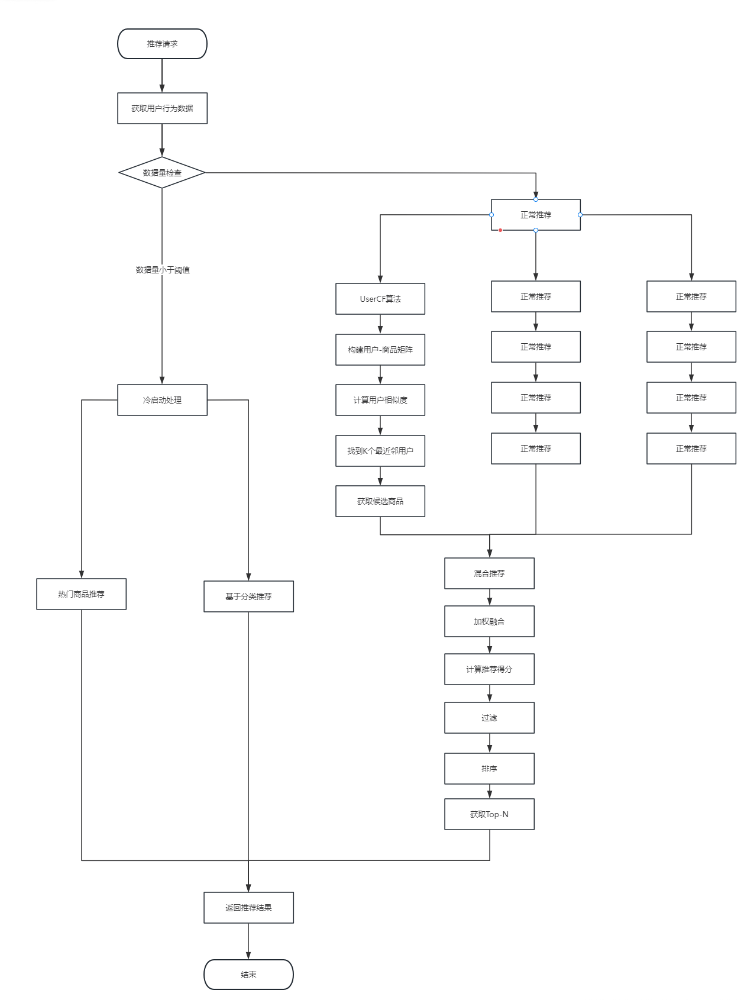 推荐请求
获取用户行为数据
数据量检查
正常推荐
数据量小于阈值
UserCF算法
正常推荐
正常推荐
构建用户-商品矩阵
正常推荐
正常推荐
冷启动处理
计算用户相似度
正常推荐
正常推荐
找到K个最近邻用户
正常推荐
正常推荐
获取候选商品
混合推荐
热门商品推荐
基于分类推荐
加权融合
计算推荐得分
过滤
排序
获取Top-N
返回推荐结果
结束